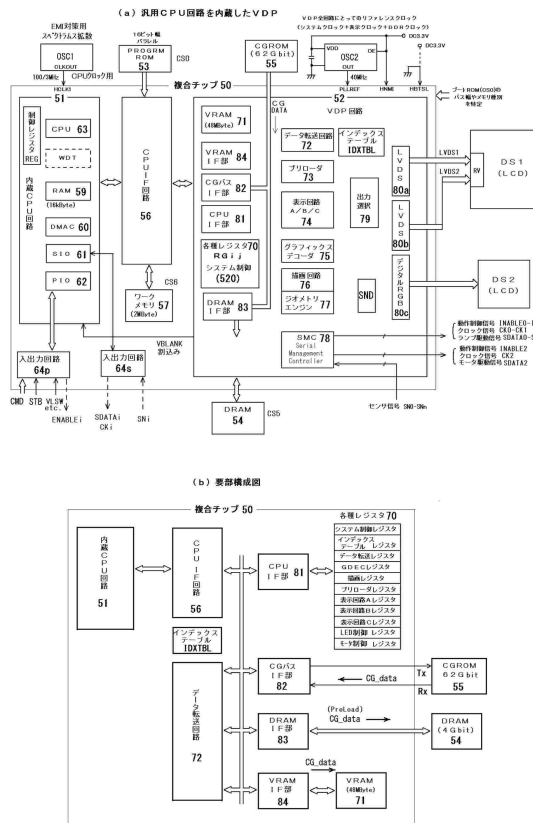 (a) 汎用CPU回路を内蔵したVDP
EMI対策用
スペクトラムス拡散
OSC1
CLKOUT
100/3MHz
CPUクロック用
HCLKI
16ビット幅
パラレル
PROGRM
ROM
53
CS0
CGROM
(62Gbit)
55
VDP全回路にとってのリファレンスクロック
(システムクロック+表示クロック+DDRクロック)
DC3.3V
VDD
OE
OSC2
OUT
40MHz
DC3.3V
PLLREF
HNMI
HBTSL
ブートROM(CS0)の
バス幅やメモリ種別
を特定
複合チップ 50
51
制御レジスタ
REG
CPU 63
WDT
RAM 59
(16kByte)
DMAC 60
SIO 61
PIO 62
内蔵CPU回路
CPUIF回路
56
CS6
ワーク
メモリ 57
(2MByte)
52
VDP回路
CG
DATA
VRAM 71
(48MByte)
VRAM
IF部 84
CGバス
IF部 82
CPU
IF部 81
各種レジスタ70
RGij
システム制御
(520)
DRAM
IF部 83
データ転送回路
72
インデックス
テーブル
IDXTBL
プリローダ
73
表示回路
A/B/C
74
出力
選択
79
グラフィックス
デコーダ 75
描画回路
76
ジオメトリ
エンジン 77
SND
SMC 78
Serial
Management
Controller
LVDS
80a
LVDS
80b
デジタルRGB
80c
LVDS1
LVDS2
RV
DS1
(LCD)
DS2
(LCD)
VBLANK
割込み
入出力回路
64p
入出力回路
64s
CMD
STB
VLSW
etc.
ENABLEi
SDATAi
CKi
SNi
DRAM
54
CS5
動作制御信号 INABLE0-
クロック信号 CK0-CK1
ランプ駆動信号 SDATA0-S
動作制御信号 INABLE2
クロック信号 CK2
モータ駆動信号 SDATA2
センサ信号 SN0-SNn
(b) 要部構成図
複合チップ 50
内蔵CPU回路
51
CPUIF回路
56
インデックス
テーブル
IDXTBL
データ転送回路
72
CPU
IF部 81
各種レジスタ 70
システム制御レジスタ
インデックス
テーブル レジスタ
データ転送レジスタ
GDECレジスタ
描画レジスタ
プリローダレジスタ
表示回路Aレジスタ
表示回路Bレジスタ
表示回路Cレジスタ
LED制御 レジスタ
モータ制御 レジスタ
CGバス
IF部
82
CG_data
Tx
Rx
CGROM
62Gbit
55
DRAM
IF部
83
(PreLoad)
CG_data
DRAM
(4Gbit)
54
VRAM
IF部
84
CG_data
VRAM
(48MByte)
71